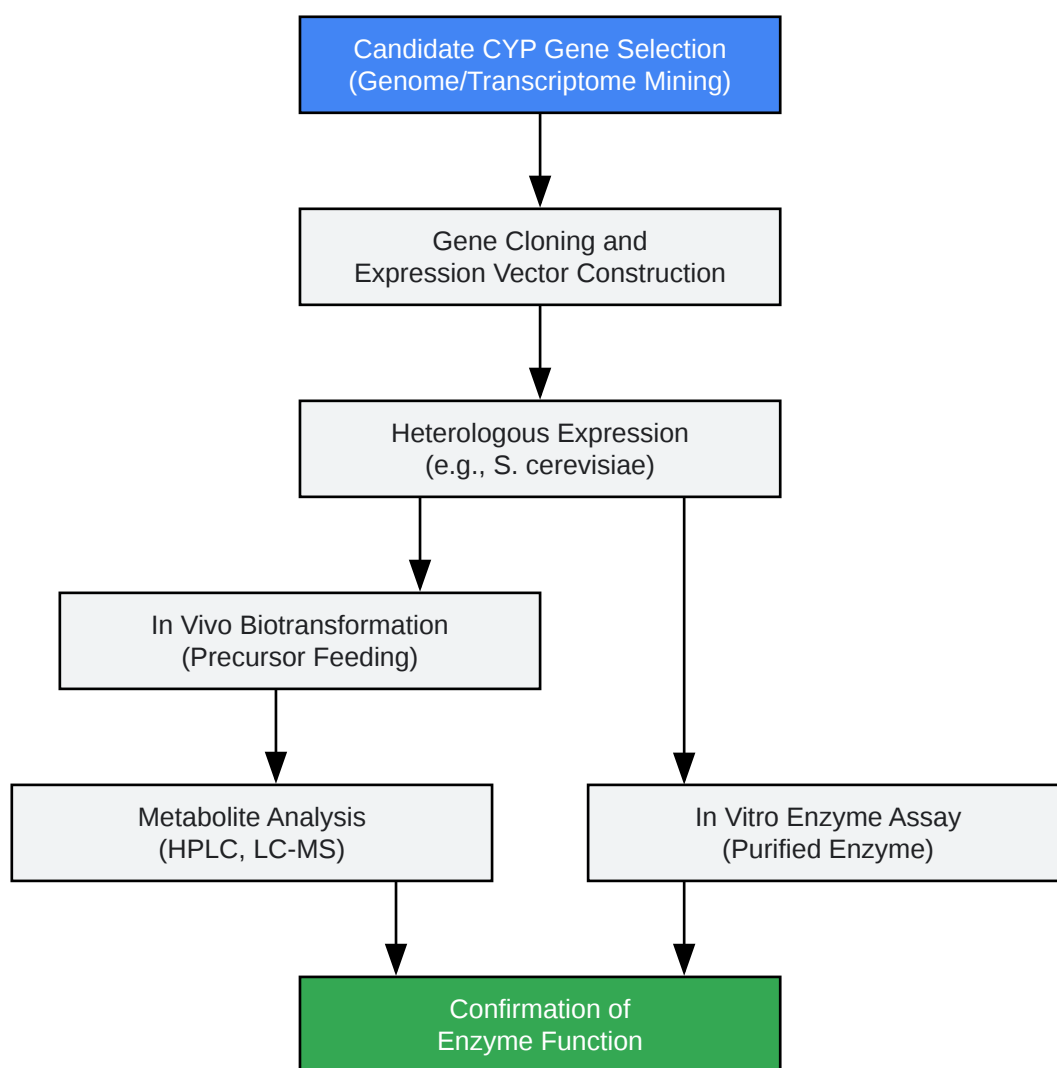 Candidate CYP Gene Selection
(Genome/Transcriptome Mining)
Gene Cloning and
Expression Vector Construction
Heterologous Expression
(e.g., S. cerevisiae)
In Vivo Biotransformation
(Precursor Feeding)
Metabolite Analysis
(HPLC, LC-MS)
In Vitro Enzyme Assay
(Purified Enzyme)
Confirmation of
Enzyme Function